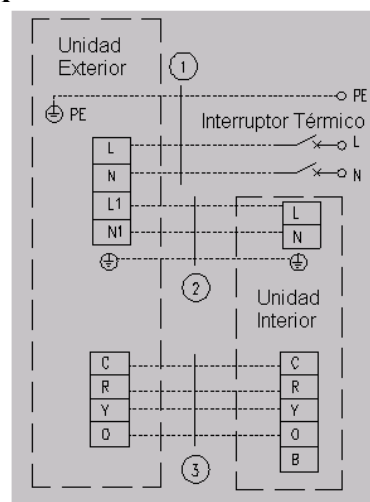 Unidad
Exterior
1
PE
PE
Interruptor Térmico
L
L
N
N
L1
L
N1
N
2
Unidad
Interior
C
C
R
R
Y
Y
O
O
B
3